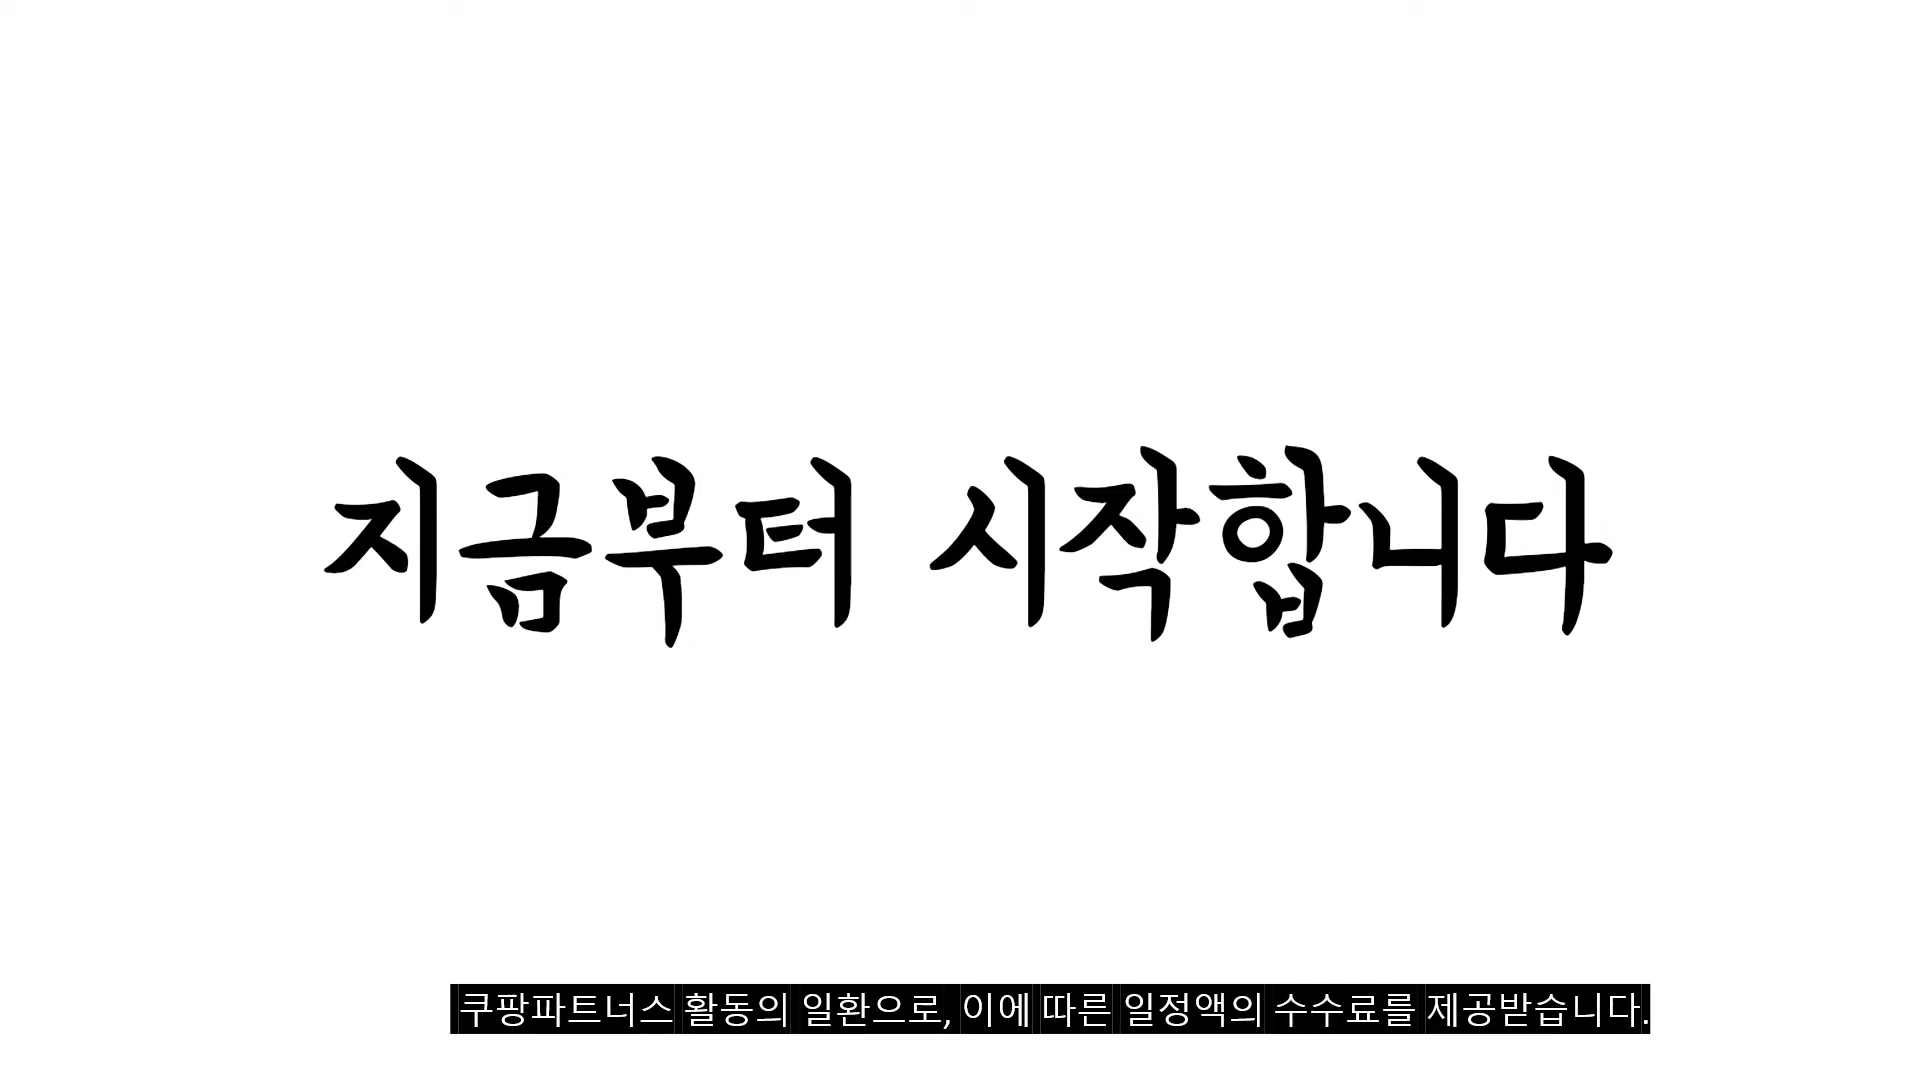 지금부터 시작합니다
쿠팡파트너스 활동의 일환으로, 이에 따른 일정액의 수수료를 제공받습니다.